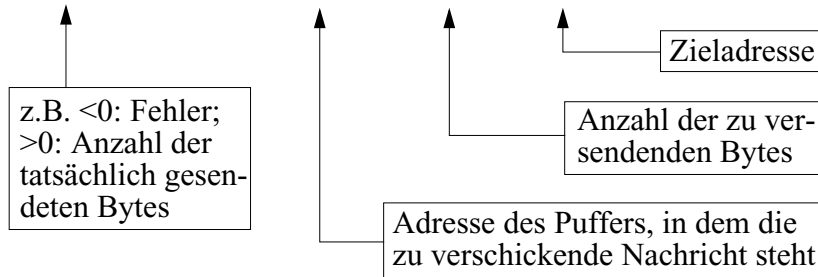 Zieladresse
z.B. <0: Fehler;
>0: Anzahl der
tatsächlich gesen-
deten Bytes
Anzahl der zu ver-
sendenden Bytes
Adresse des Puffers, in dem die
zu verschickende Nachricht steht